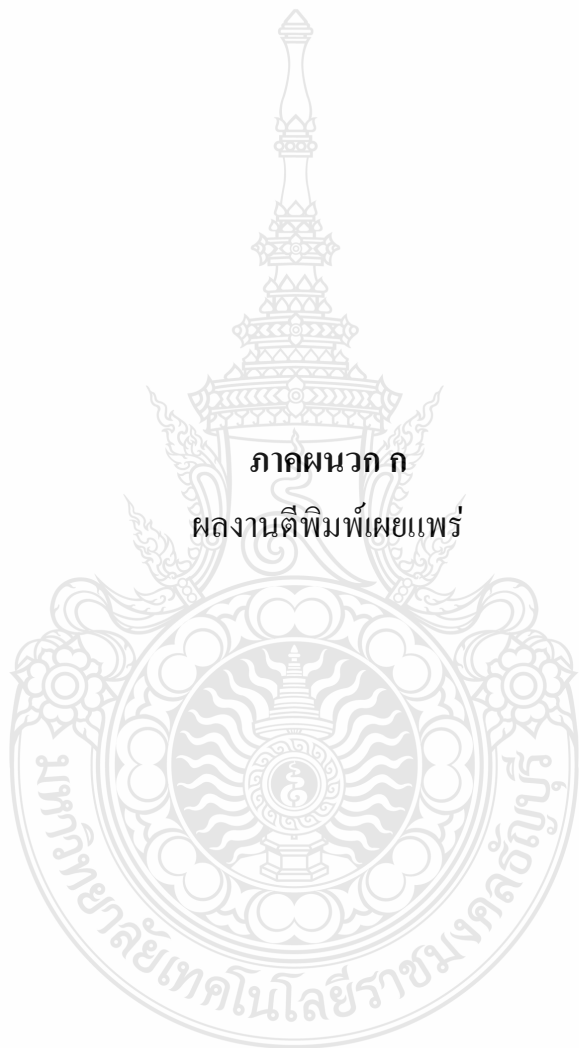 ภาคผนวก ก
ผลงานตีพิมพ์เผยแพร่
มหาวิทยาลัยเทคโนโลยีราชมงคลธัญบุรี